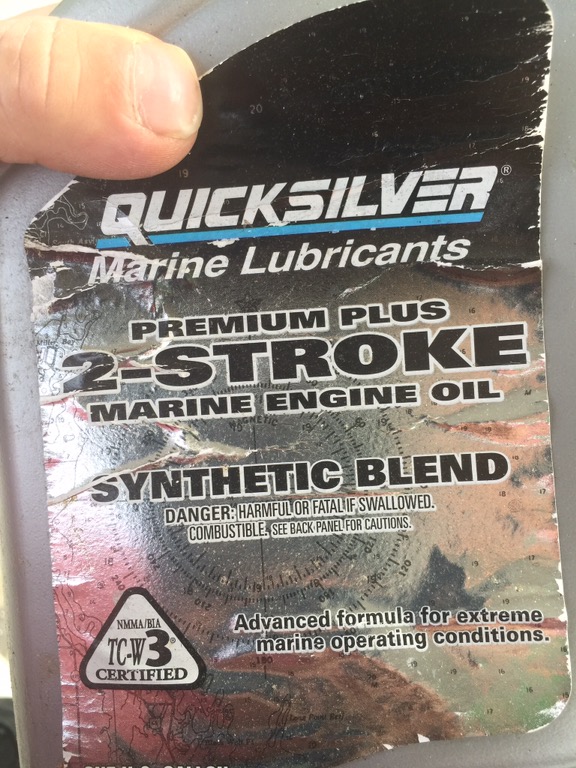 QUICKSILVER®
Marine Lubricants
PREMIUM PLUS
2-STROKE
MARINE ENGINE OIL
MAGNETIC
SYNTHETIC BLEND
DANGER: HARMFUL OR FATAL IF SWALLOWED.
COMBUSTIBLE. SEE BACK PANEL FOR CAUTIONS.
Advanced formula for extreme
marine operating conditions.
NMMA/BIA
TC-W3®
CERTIFIED